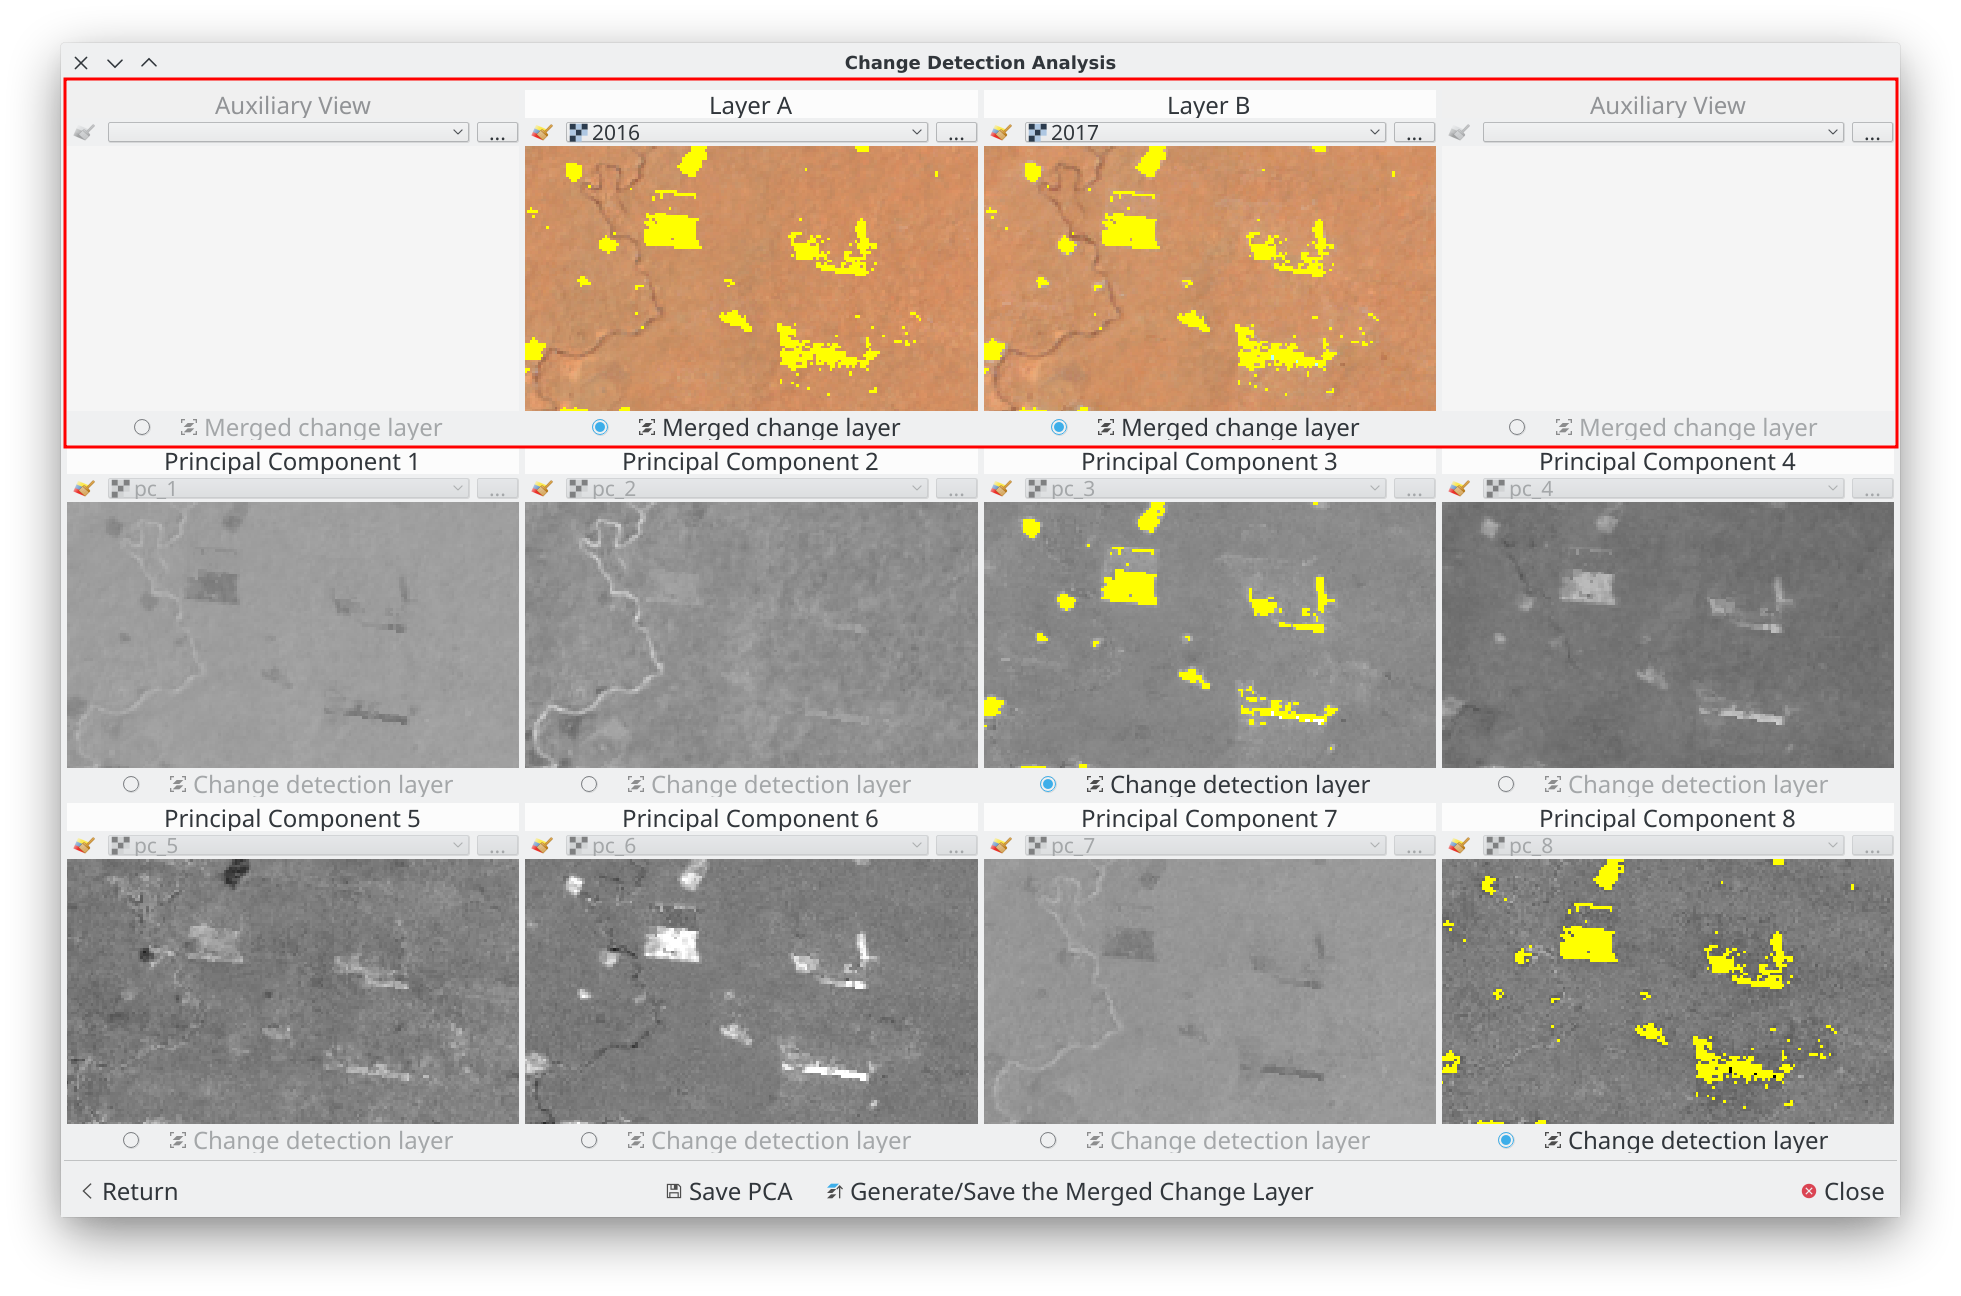 Change Detection Analysis
Auxiliary View Layer A Layer B Auxiliary View
... 2016 ... 2017 ... ...
Merged change layer Merged change layer Merged change layer Merged change layer
Principal Component 1 Principal Component 2 Principal Component 3 Principal Component 4
pc_1 ... pc_2 ... pc_3 ... pc_4 ...
Change detection layer Change detection layer Change detection layer Change detection layer
Principal Component 5 Principal Component 6 Principal Component 7 Principal Component 8
pc_5 ... pc_6 ... pc_7 ... pc_8 ...
Change detection layer Change detection layer Change detection layer Change detection layer
Return Save PCA Generate/Save the Merged Change Layer Close